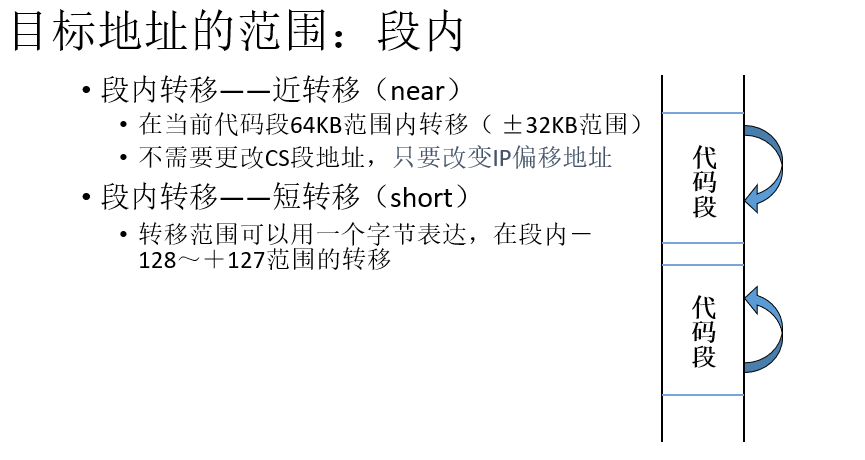 目标地址的范围：段内
• 段内转移——近转移（near）
• 在当前代码段64KB范围内转移（ ±32KB范围）
• 不需要更改CS段地址，只要改变IP偏移地址
• 段内转移——短转移（short）
• 转移范围可以用一个字节表达，在段内－
128～＋127范围的转移
代码段
代码段